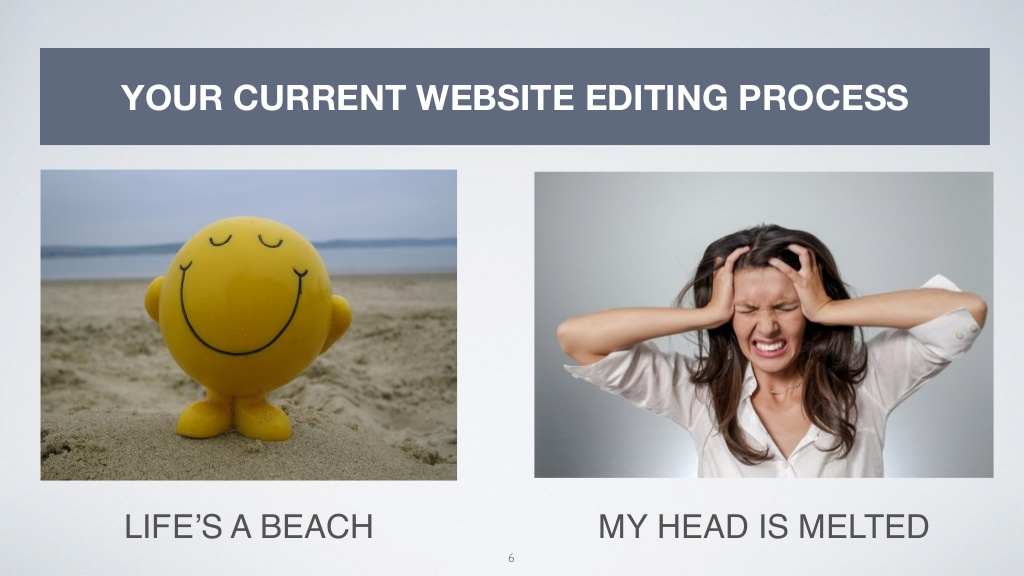 YOUR CURRENT WEBSITE EDITING PROCESS
LIFE’S A BEACH
MY HEAD IS MELTED
6